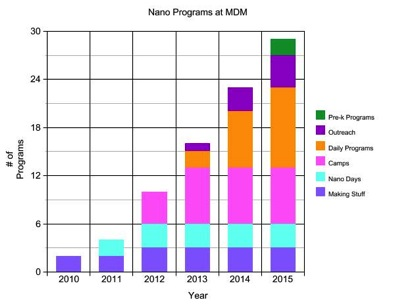 Nano Programs at MDM
30
24
18
12
6
0
# of
Programs
2010 2011 2012 2013 2014 2015
Year
Pre-k Programs
Outreach
Daily Programs
Camps
Nano Days
Making Stuff